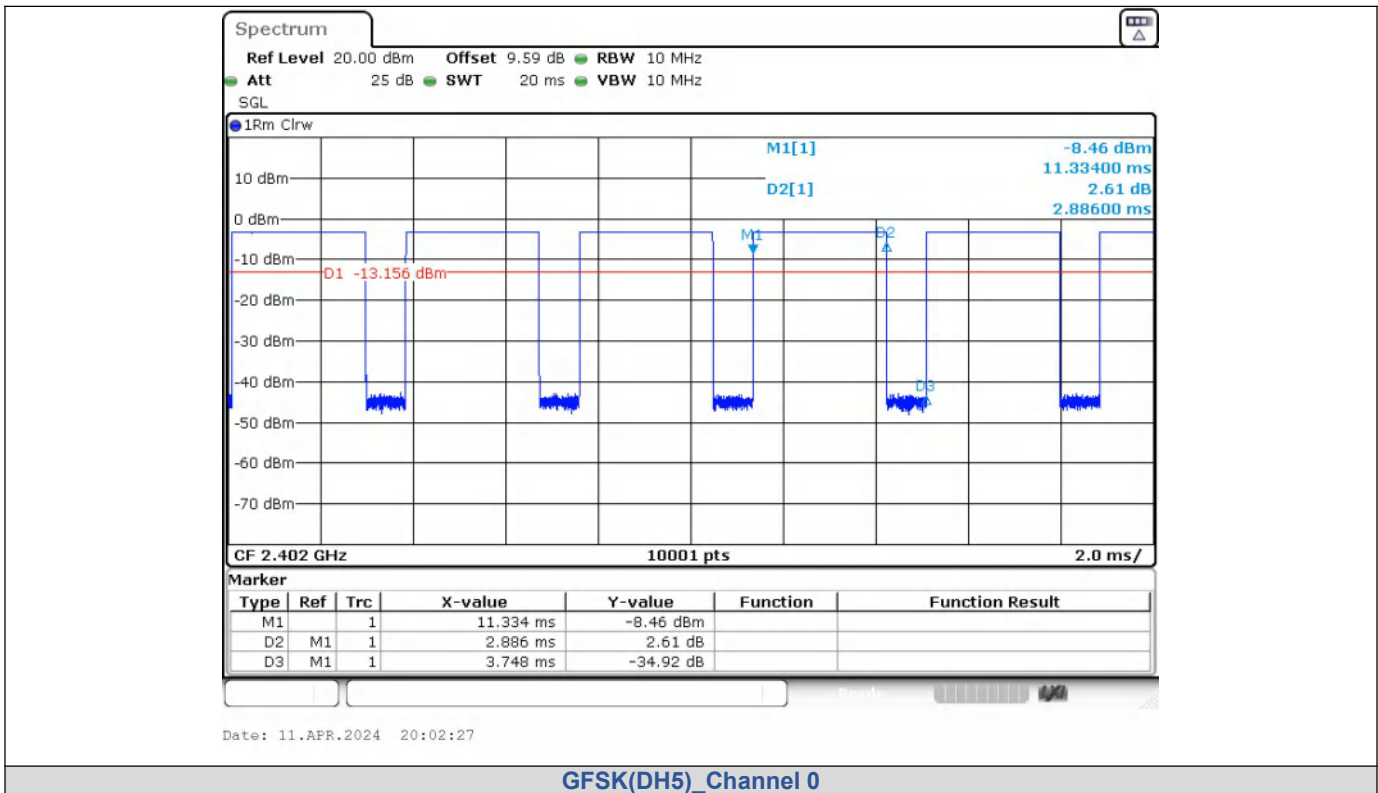 Spectrum
Ref Level 20.00 dBm Offset 9.59 dB RBW 10 MHz
Att 25 dB SWT 20 ms VBW 10 MHz
SGL
1Rm Clrw
M1[1] -8.46 dBm
11.33400 ms
10 dBm
D2[1] 2.61 dB
2.88600 ms
0 dBm
M1 D2
-10 dBm
D1 -13.156 dBm
-20 dBm
-30 dBm
-40 dBm
D3
-50 dBm
-60 dBm
-70 dBm
CF 2.402 GHz 10001 pts 2.0 ms/
Marker
Type Ref Trc X-value Y-value Function Function Result
M1 1 11.334 ms -8.46 dBm
D2 M1 1 2.886 ms 2.61 dB
D3 M1 1 3.748 ms -34.92 dB
Ready
Date: 11.APR.2024 20:02:27
GFSK(DH5)_Channel 0